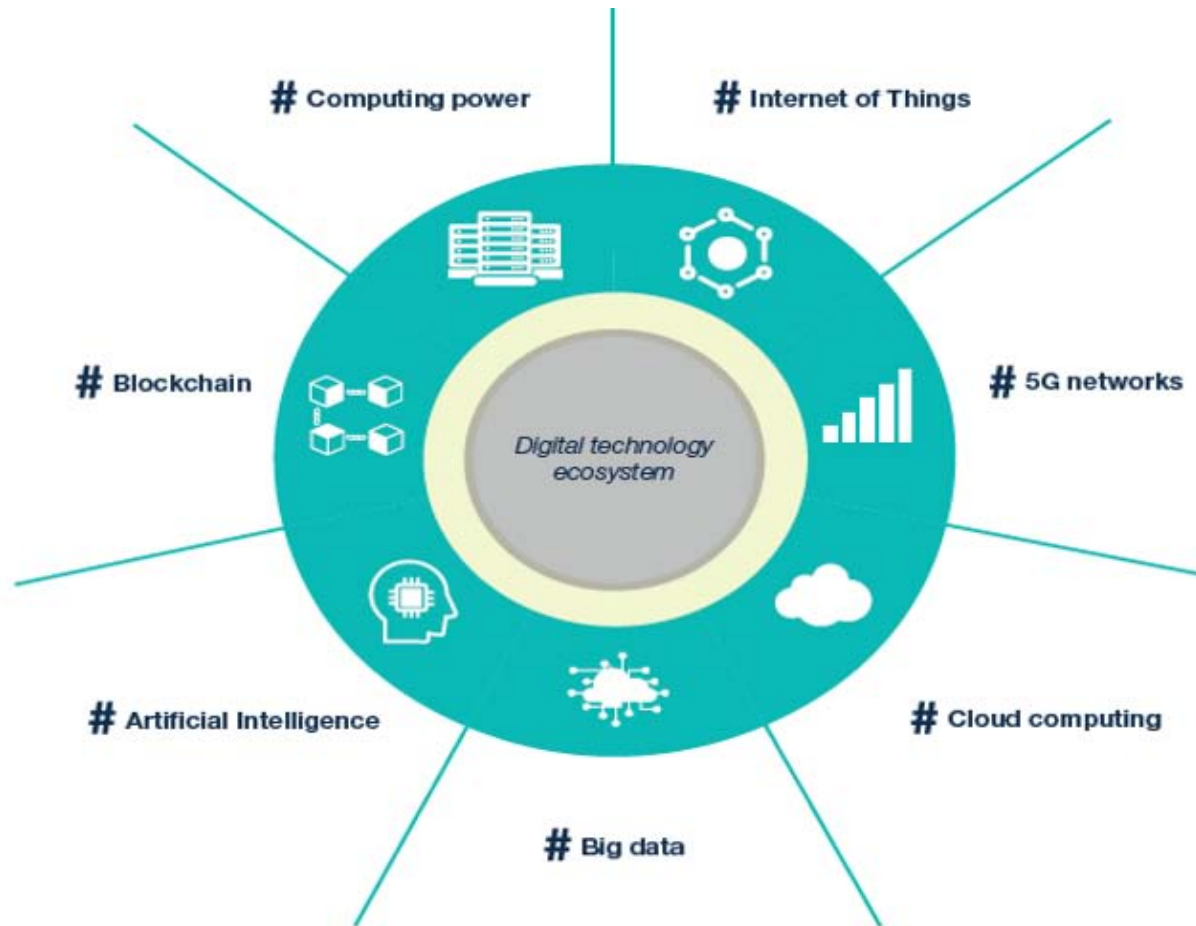 # Computing power
# Internet of Things
# Blockchain
# 5G networks
Digital technology
ecosystem
# Artificial Intelligence
# Cloud computing
# Big data